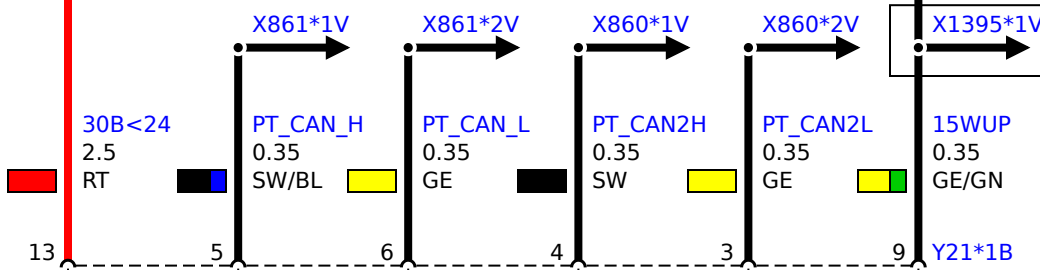 X861*1V X861*2V X860*1V X860*2V X1395*1V
30B<24 PT_CAN_H PT_CAN_L PT_CAN2H PT_CAN2L 15WUP
2.5 0.35 0.35 0.35 0.35 0.35
RT SW/BL GE SW GE GE/GN
13 5 6 4 3 9 Y21*1B